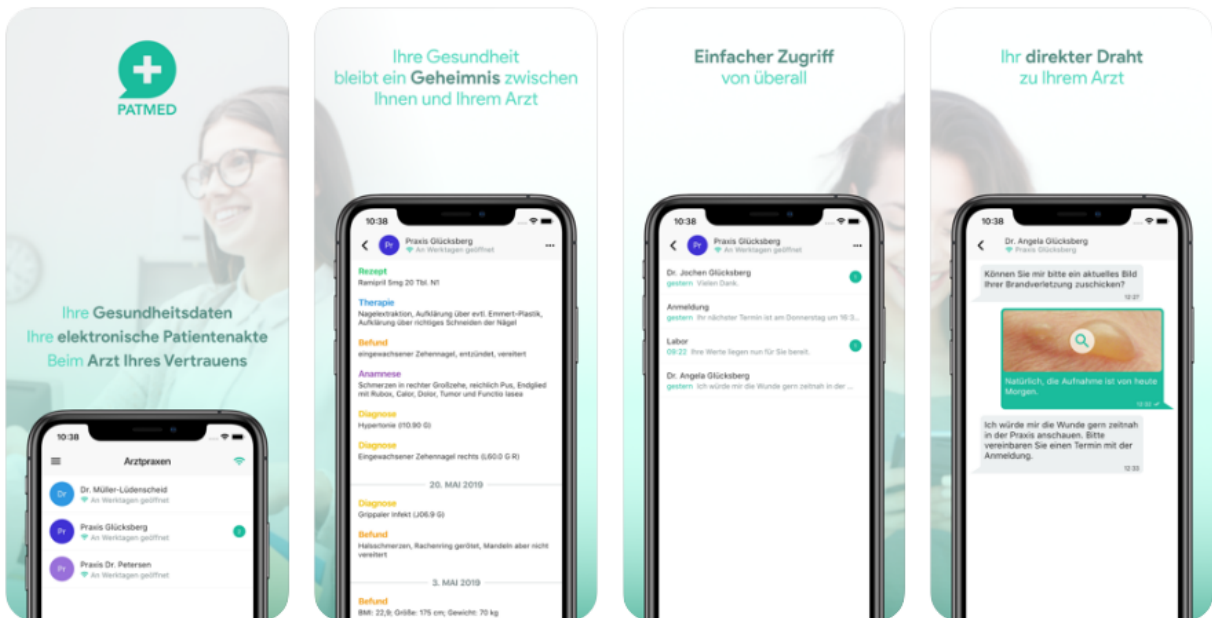 PATMED
Ihre Gesundheitsdaten
Ihre elektronische Patientenakte
Beim Arzt Ihres Vertrauens
10:38
Arztpraxen
Dr
Dr. Müller-Lüdenscheid
An Werktagen geöffnet
Pr
Praxis Glücksberg
An Werktagen geöffnet
Pr
Praxis Dr. Petersen
An Werktagen geöffnet
Ihre Gesundheit
bleibt ein Geheimnis zwischen
Ihnen und Ihrem Arzt
10:38
Pr
Praxis Glücksberg
An Werktagen geöffnet
Rezept
Ramipril 5mg 20 Tbl. N1
Therapie
Nagelextraktion, Aufklärung über evtl. Emmert-Plastik,
Aufklärung über richtiges Schneiden der Nägel
Befund
eingewachsener Zehennagel, entzündet, vereitert
Anamnese
Schmerzen in rechter Großzehe, reichlich Pus, Endglied
mit Rubox, Calor, Dolor, Tumor und Functio lasea
Diagnose
Hypertonie (I10.90 G)
Diagnose
Eingewachsener Zehennagel rechts (L60.0 G R)
20. MAI 2019
Diagnose
Grippaler Infekt (J06.9 G)
Befund
Halsschmerzen, Rachenring gerötet, Mandeln aber nicht
vereitert
3. MAI 2019
Befund
BMI: 22,9; Größe: 175 cm; Gewicht: 70 kg
Einfacher Zugriff
von überall
10:38
Pr
Praxis Glücksberg
An Werktagen geöffnet
Dr. Jochen Glücksberg
gestern Vielen Dank.
Anmeldung
gestern Ihr nächster Termin ist am Donnerstag um 16:3...
Labor
09:22 Ihre Werte liegen nun für Sie bereit.
Dr. Angela Glücksberg
gestern Ich würde mir die Wunde gern zeitnah in der ...
Ihr direkter Draht
zu Ihrem Arzt
10:38
Dr. Angela Glücksberg
Praxis Glücksberg
Können Sie mir bitte ein aktuelles Bild
Ihrer Brandverletzung zuschicken?
12:27
Natürlich, die Aufnahme ist von heute
Morgen.
Ich würde mir die Wunde gern zeitnah
in der Praxis anschauen. Bitte
vereinbaren Sie einen Termin mit der
Anmeldung.
12:33